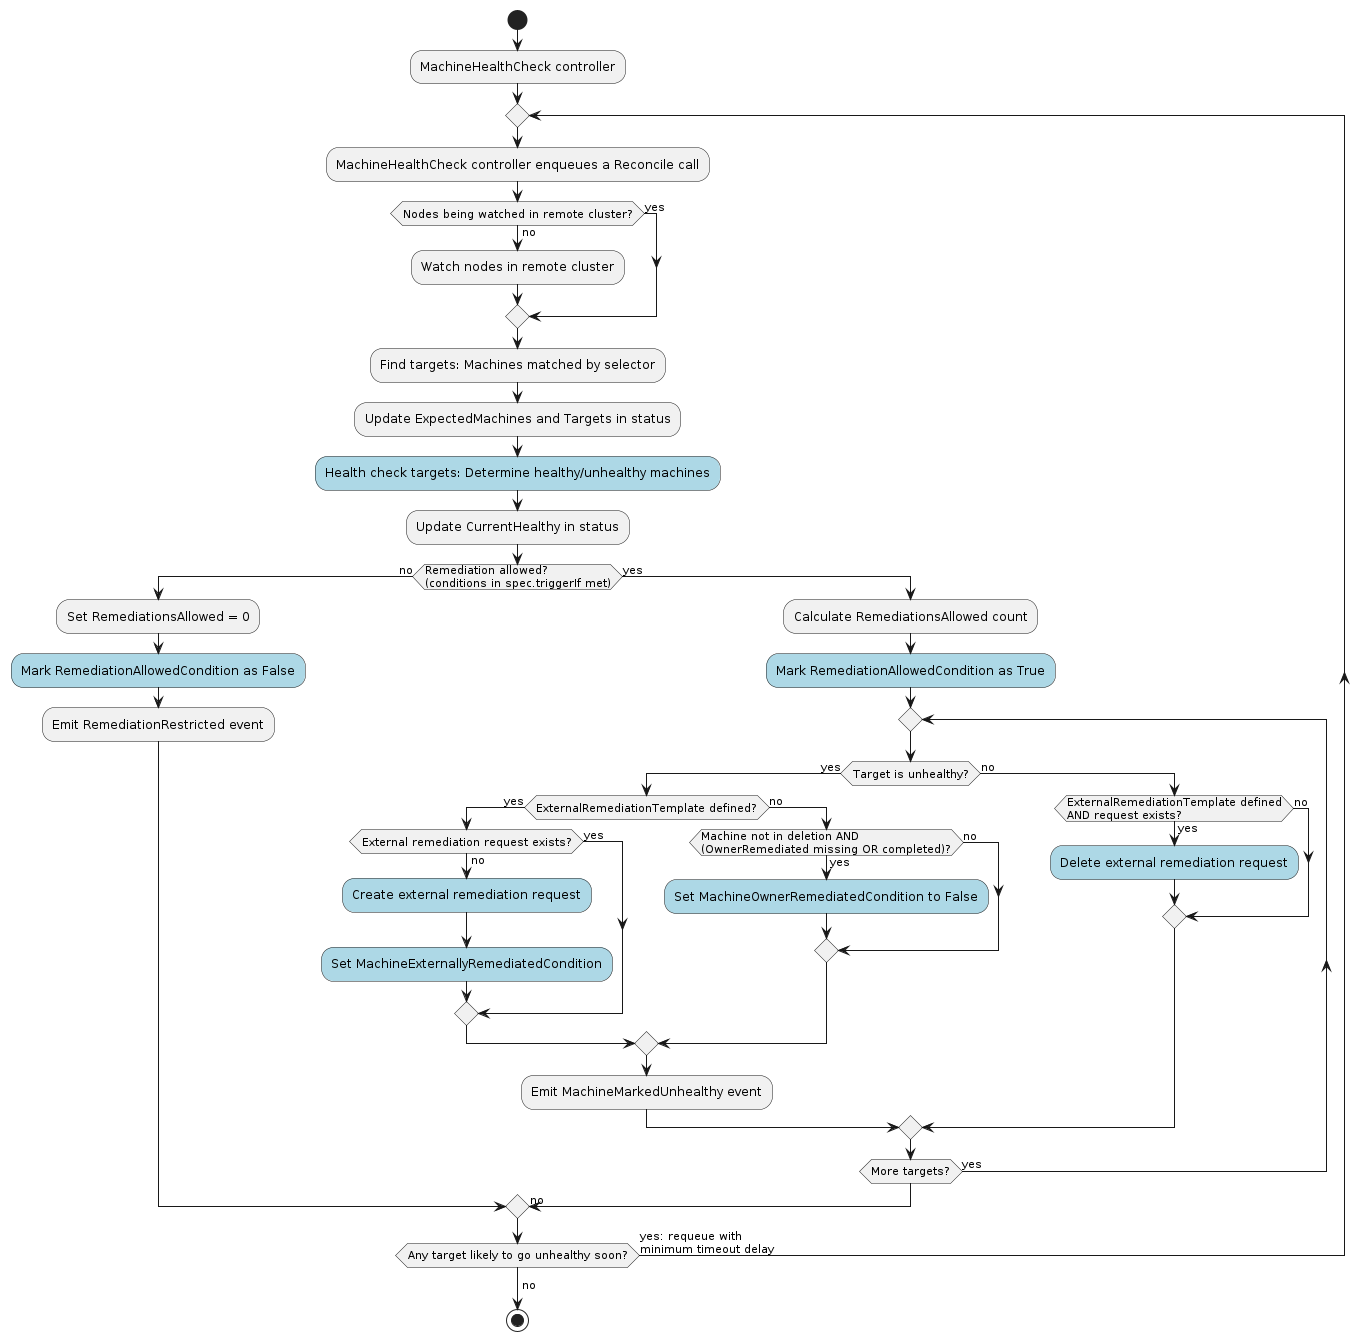 MachineHealthCheck controller
MachineHealthCheck controller enqueues a Reconcile call
Nodes being watched in remote cluster?
yes
no
Watch nodes in remote cluster
Find targets: Machines matched by selector
Update ExpectedMachines and Targets in status
Health check targets: Determine healthy/unhealthy machines
Update CurrentHealthy in status
no
Remediation allowed?
(conditions in spec.triggerIf met)
yes
Set RemediationsAllowed = 0
Mark RemediationAllowedCondition as False
Emit RemediationRestricted event
Calculate RemediationsAllowed count
Mark RemediationAllowedCondition as True
yes
Target is unhealthy?
no
yes
ExternalRemediationTemplate defined?
no
External remediation request exists?
yes
no
Create external remediation request
Set MachineExternallyRemediatedCondition
Machine not in deletion AND
(OwnerRemediated missing OR completed)?
no
yes
Set MachineOwnerRemediatedCondition to False
ExternalRemediationTemplate defined
AND request exists?
no
yes
Delete external remediation request
Emit MachineMarkedUnhealthy event
More targets?
yes
no
Any target likely to go unhealthy soon?
yes: requeue with
minimum timeout delay
no